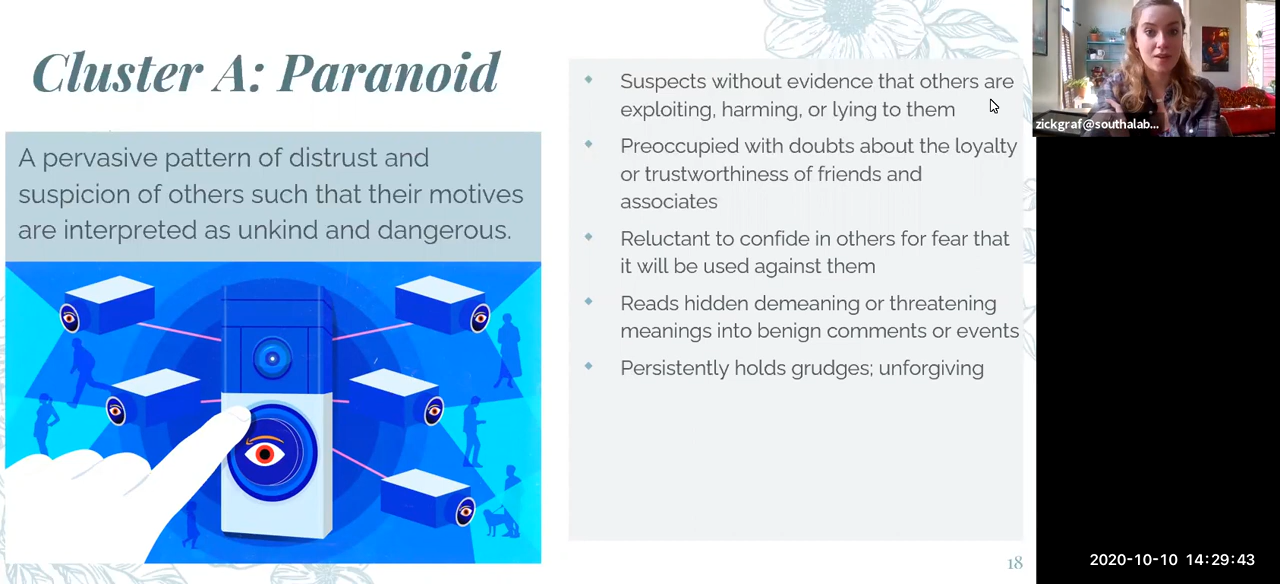 Cluster A: Paranoid
A pervasive pattern of distrust and
suspicion of others such that their motives
are interpreted as unkind and dangerous.
Suspects without evidence that others are
exploiting, harming, or lying to them
Preoccupied with doubts about the loyalty
or trustworthiness of friends and
associates
Reluctant to confide in others for fear that
it will be used against them
Reads hidden demeaning or threatening
meanings into benign comments or events
Persistently holds grudges; unforgiving
18
zickgraf@southalab...
2020-10-10 14:29:43